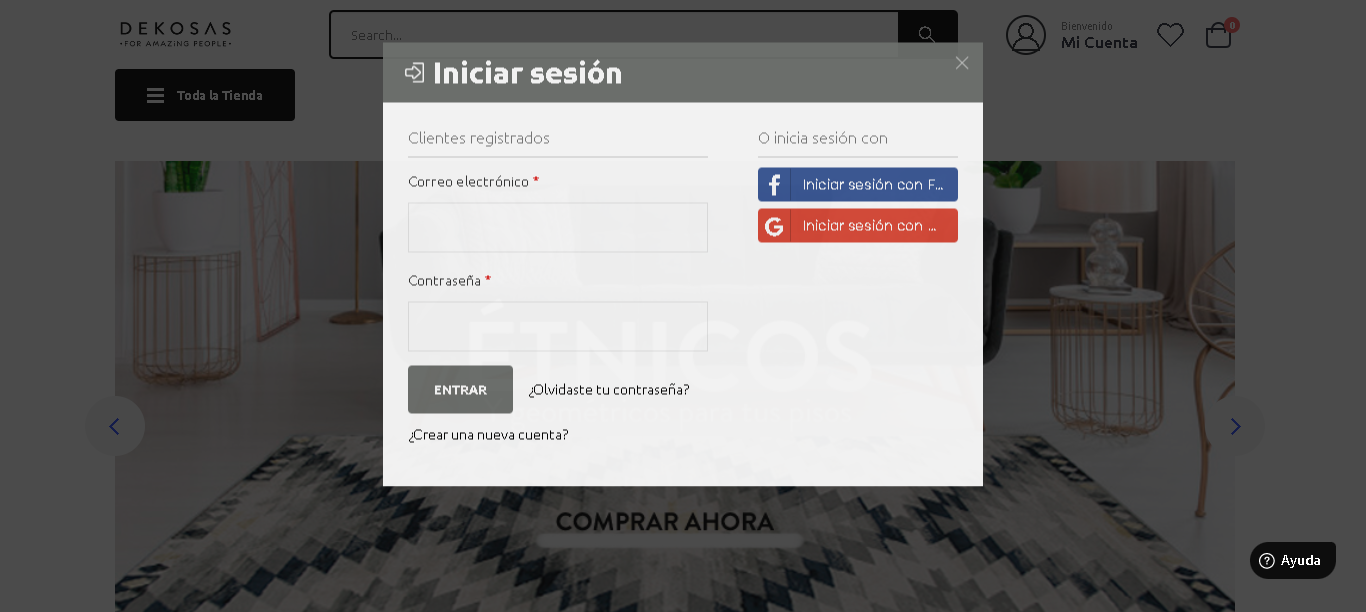 DEKOSAS
•FOR AMAZING PEOPLE•
Search...
Bienvenido
Mi Cuenta
0
Toda la Tienda
Iniciar sesión
Clientes registrados
O inicia sesión con
Correo electrónico *
Iniciar sesión con F...
Iniciar sesión con ...
Contraseña *
ÉTNICOS
ENTRAR
¿Olvidaste tu contraseña?
¿Crear una nueva cuenta?
COMPRAR AHORA
Ayuda